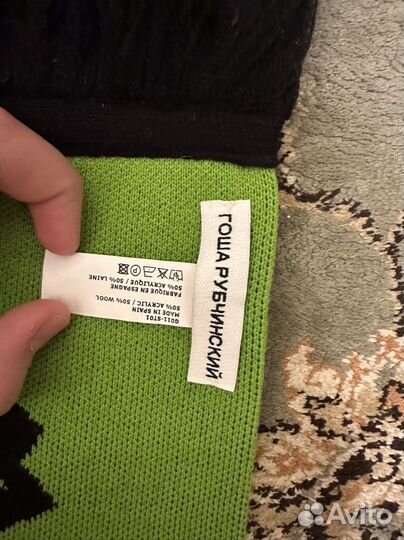 ГОША РУБЧИНСКИЙ
G011-ST01
MADE IN SPAIN
50% ACRYLIC / 50% WOOL
FABRIQUE EN ESPAGNE
50% ACRYLIQUE / 50% LAINE
Avito